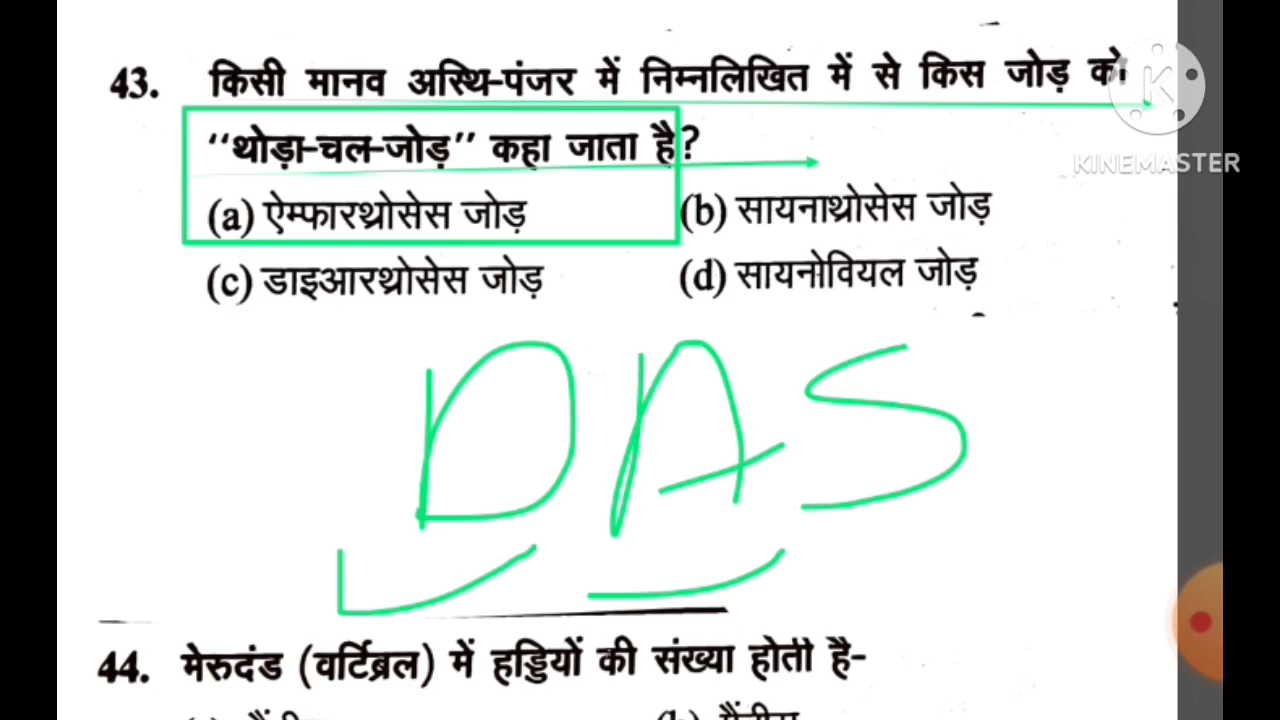 43. किसी मानव अस्थि-पंजर में निम्नलिखित में से किस जोड़ को
K
KINEMASTER
“थोड़ा-चल-जोड़” कहा जाता है?
(a) ऐम्फारथ्रोसेस जोड़ (b) सायनाथ्रोसेस जोड़
(c) डाइआरथ्रोसेस जोड़ (d) सायनोवियल जोड़
DAS
44. मेरुदंड (वर्टिब्रल) में हड्डियों की संख्या होती है-